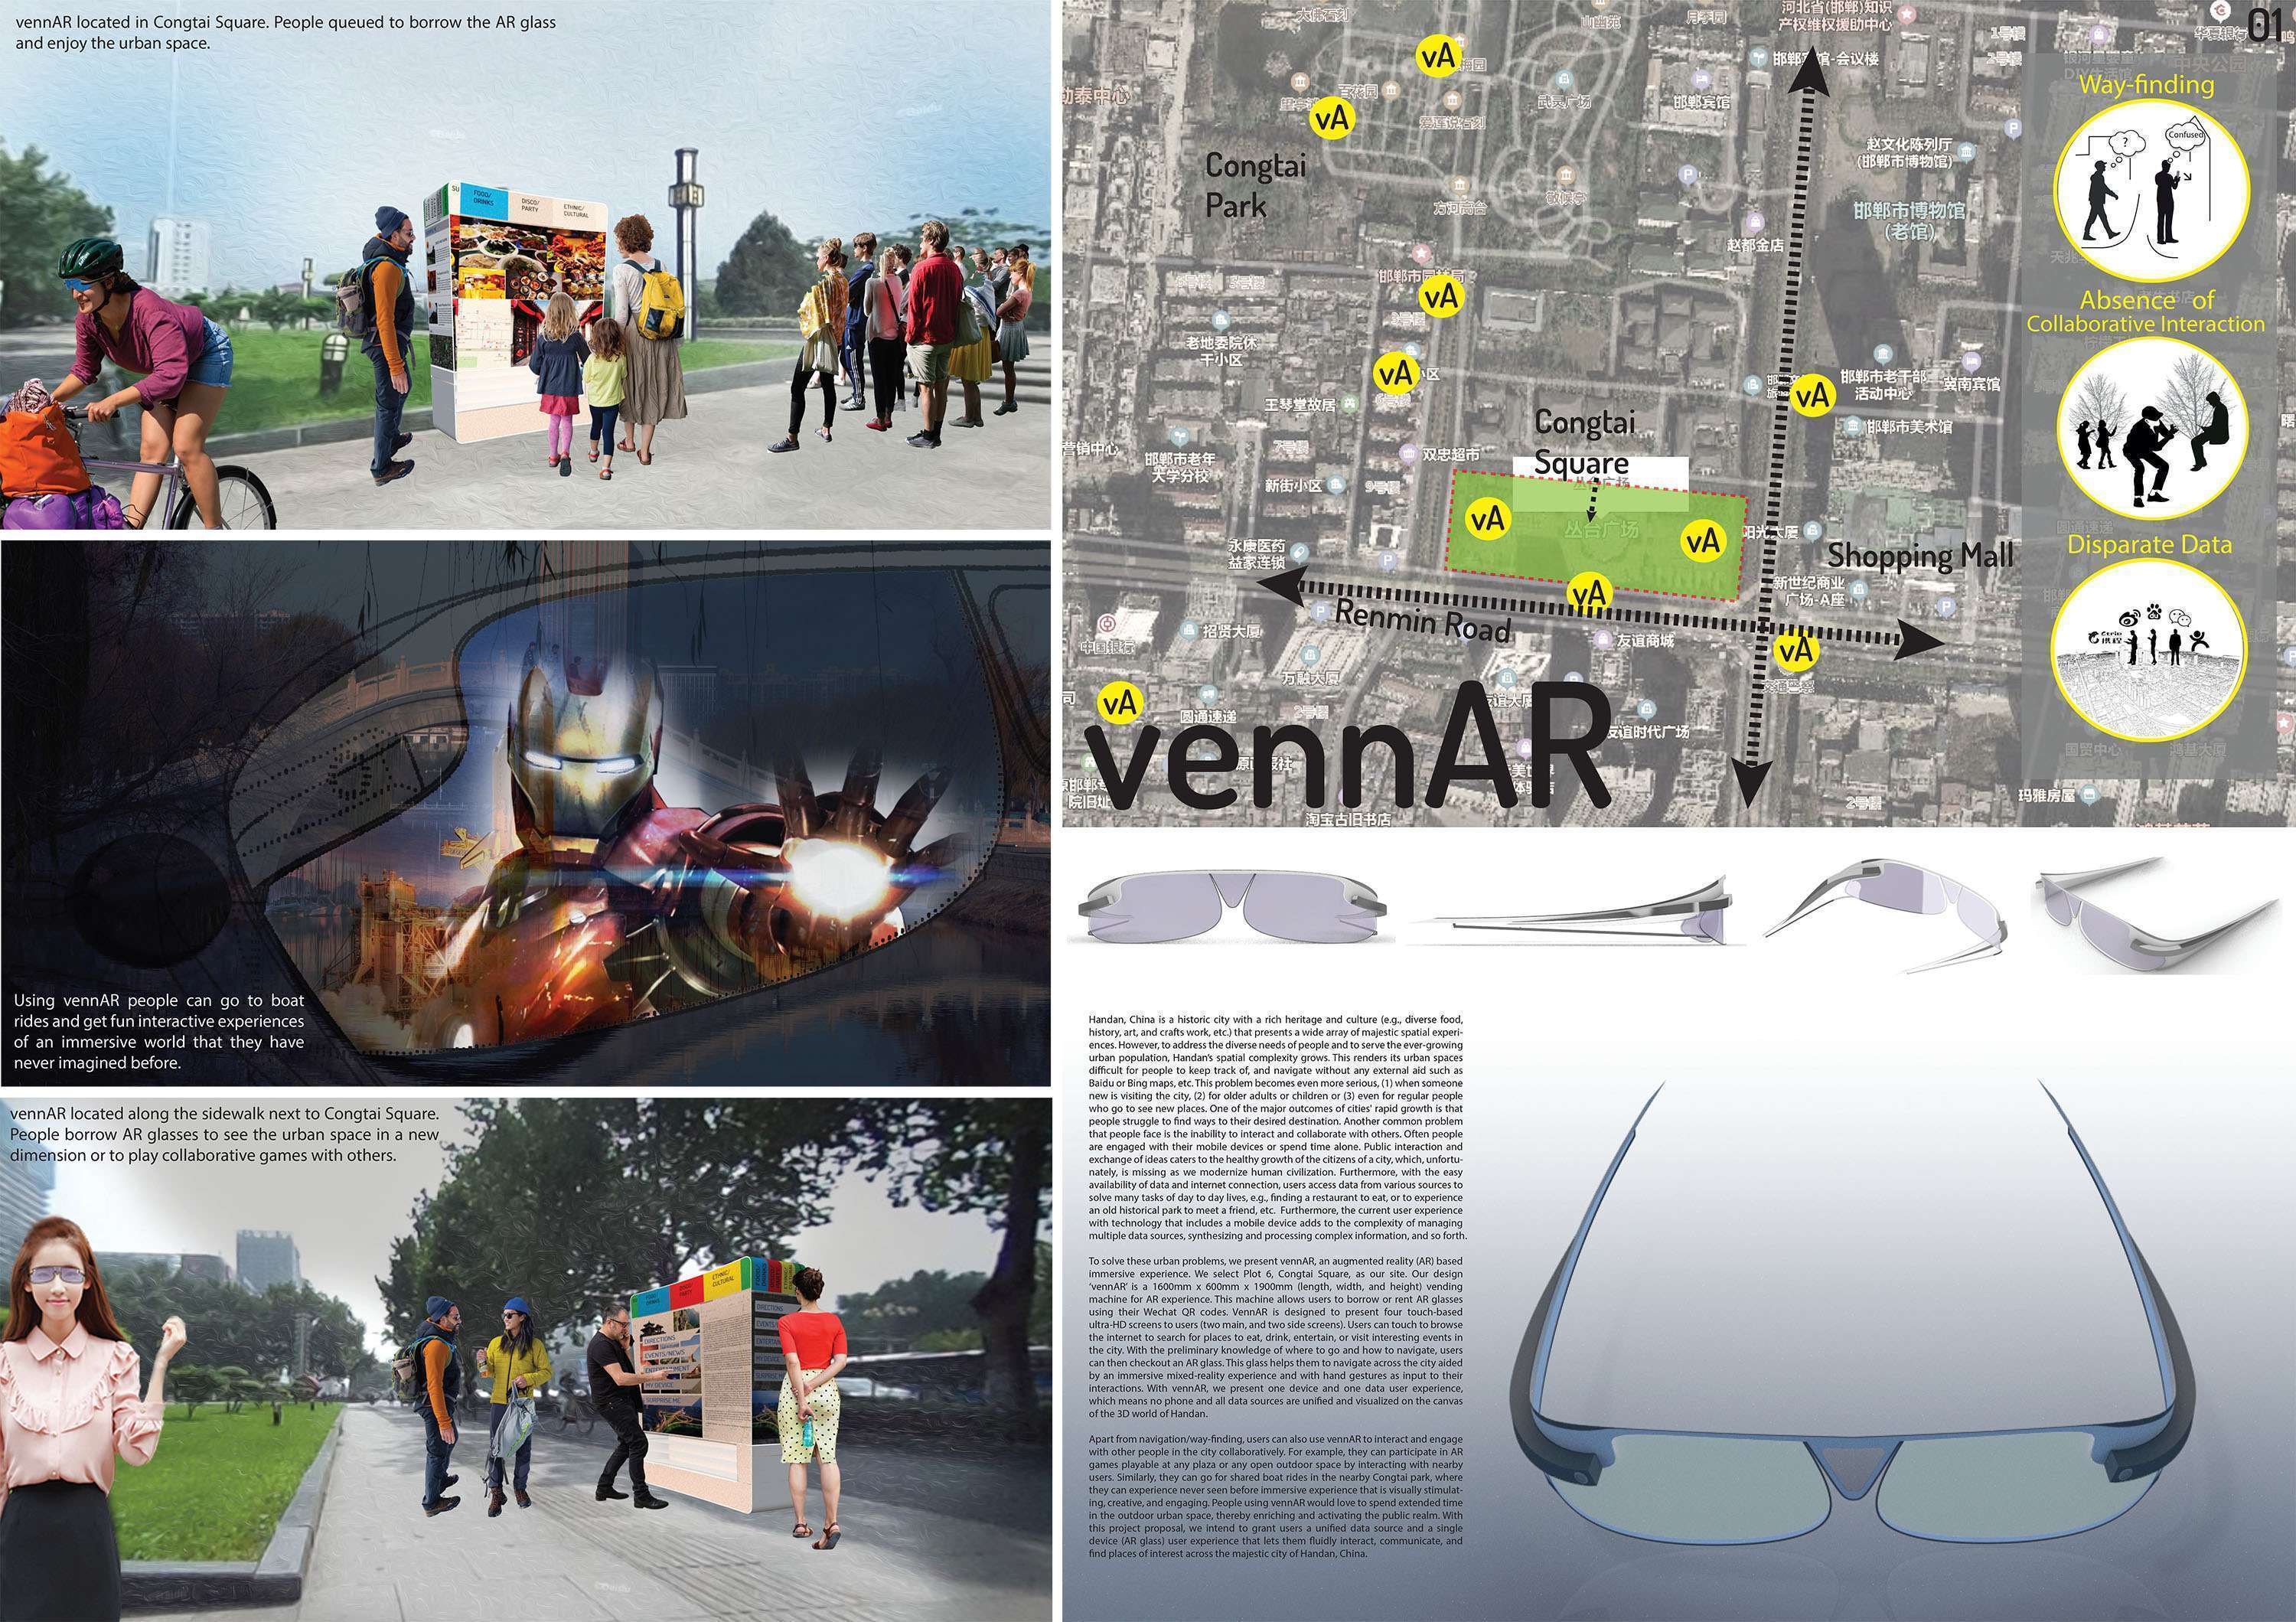 vennAR located in Congtai Square. People queued to borrow the AR glass
and enjoy the urban space.
SU
FOOD/
DRINKS
DISCO/
PARTY
ETHNIC/
CULTURAL
Using vennAR people can go to boat
rides and get fun interactive experiences
of an immersive world that they have
never imagined before.
vennAR located along the sidewalk next to Congtai Square.
People borrow AR glasses to see the urban space in a new
dimension or to play collaborative games with others.
ETHNIC/
CULTURAL
DIRECTIONS
EVENTS/NEWS
ENTERTAINMENT
MY DEVICE
SURPRISE ME
DIRECTIONS
01
河北省(邯郸)知识
产权维权援助中心
vA
vA
武灵广场
邯郸宾馆
Congtai
Park
赵文化陈列厅
(邯郸市博物馆)
邯郸市博物馆
(老馆)
赵都金店
vA
老地委院休
干小区
vA
王琴堂故居
vA
邯郸市老干部
活动中心
冀南宾馆
邯郸市美术馆
Congtai
Square
营销中心
邯郸市老年
大学分校
双忠超市
新街小区
9号楼
vA
丛台广场
vA
永康医药
益家连锁
阳光大厦
Shopping Mall
新世纪商业
广场-A座
vA
Renmin Road
招贤大厦
友谊商城
vA
中国银行
万融大厦
vA
圆通速递
友谊时代广场
vennAR
淘宝古旧书店
玛雅房屋
2号楼
Way-finding
?
Confused
Absence of
Collaborative Interaction
Disparate Data
国贸中心
鸿基大厦
Handan, China is a historic city with a rich heritage and culture (e.g., diverse food,
history, art, and crafts work, etc.) that presents a wide array of majestic spatial experi-
ences. However, to address the diverse needs of people and to serve the ever-growing
urban population, Handan's spatial complexity grows. This renders its urban spaces
difficult for people to keep track of, and navigate without any external aid such as
Baidu or Bing maps, etc. This problem becomes even more serious, (1) when someone
new is visiting the city, (2) for older adults or children or (3) even for regular people
who go to see new places. One of the major outcomes of cities' rapid growth is that
people struggle to find ways to their desired destination. Another common problem
that people face is the inability to interact and collaborate with others. Often people
are engaged with their mobile devices or spend time alone. Public interaction and
exchange of ideas caters to the healthy growth of the citizens of a city, which, unfortu-
nately, is missing as we modernize human civilization. Furthermore, with the easy
availability of data and internet connection, users access data from various sources to
solve many tasks of day to day lives, e.g., finding a restaurant to eat, or to experience
an old historical park to meet a friend, etc. Furthermore, the current user experience
with technology that includes a mobile device adds to the complexity of managing
multiple data sources, synthesizing and processing complex information, and so forth.
To solve these urban problems, we present vennAR, an augmented reality (AR) based
immersive experience. We select Plot 6, Congtai Square, as our site. Our design
'vennAR' is a 1600mm x 600mm x 1900mm (length, width, and height) vending
machine for AR experience. This machine allows users to borrow or rent AR glasses
using their Wechat QR codes. VennAR is designed to present four touch-based
ultra-HD screens to users (two main, and two side screens). Users can touch to browse
the internet to search for places to eat, drink, entertain, or visit interesting events in
the city. With the preliminary knowledge of where to go and how to navigate, users
can then checkout an AR glass. This glass helps them to navigate across the city aided
by an immersive mixed-reality experience and with hand gestures as input to their
interactions. With vennAR, we present one device and one data user experience,
which means no phone and all data sources are unified and visualized on the canvas
of the 3D world of Handan.
Apart from navigation/way-finding, users can also use vennAR to interact and engage
with other people in the city collaboratively. For example, they can participate in AR
games playable at any plaza or any open outdoor space by interacting with nearby
users. Similarly, they can go for shared boat rides in the nearby Congtai park, where
they can experience never seen before immersive experience that is visually stimulat-
ing, creative, and engaging. People using vennAR would love to spend extended time
in the outdoor urban space, thereby enriching and activating the public realm. With
this project proposal, we intend to grant users a unified data source and a single
device (AR glass) user experience that lets them fluidly interact, communicate, and
find places of interest across the majestic city of Handan, China.